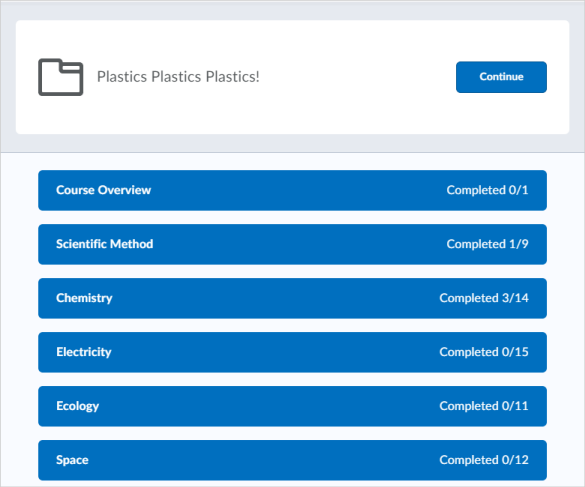 Plastics Plastics Plastics!
Continue
Course Overview Completed 0/1
Scientific Method Completed 1/9
Chemistry Completed 3/14
Electricity Completed 0/15
Ecology Completed 0/11
Space Completed 0/12